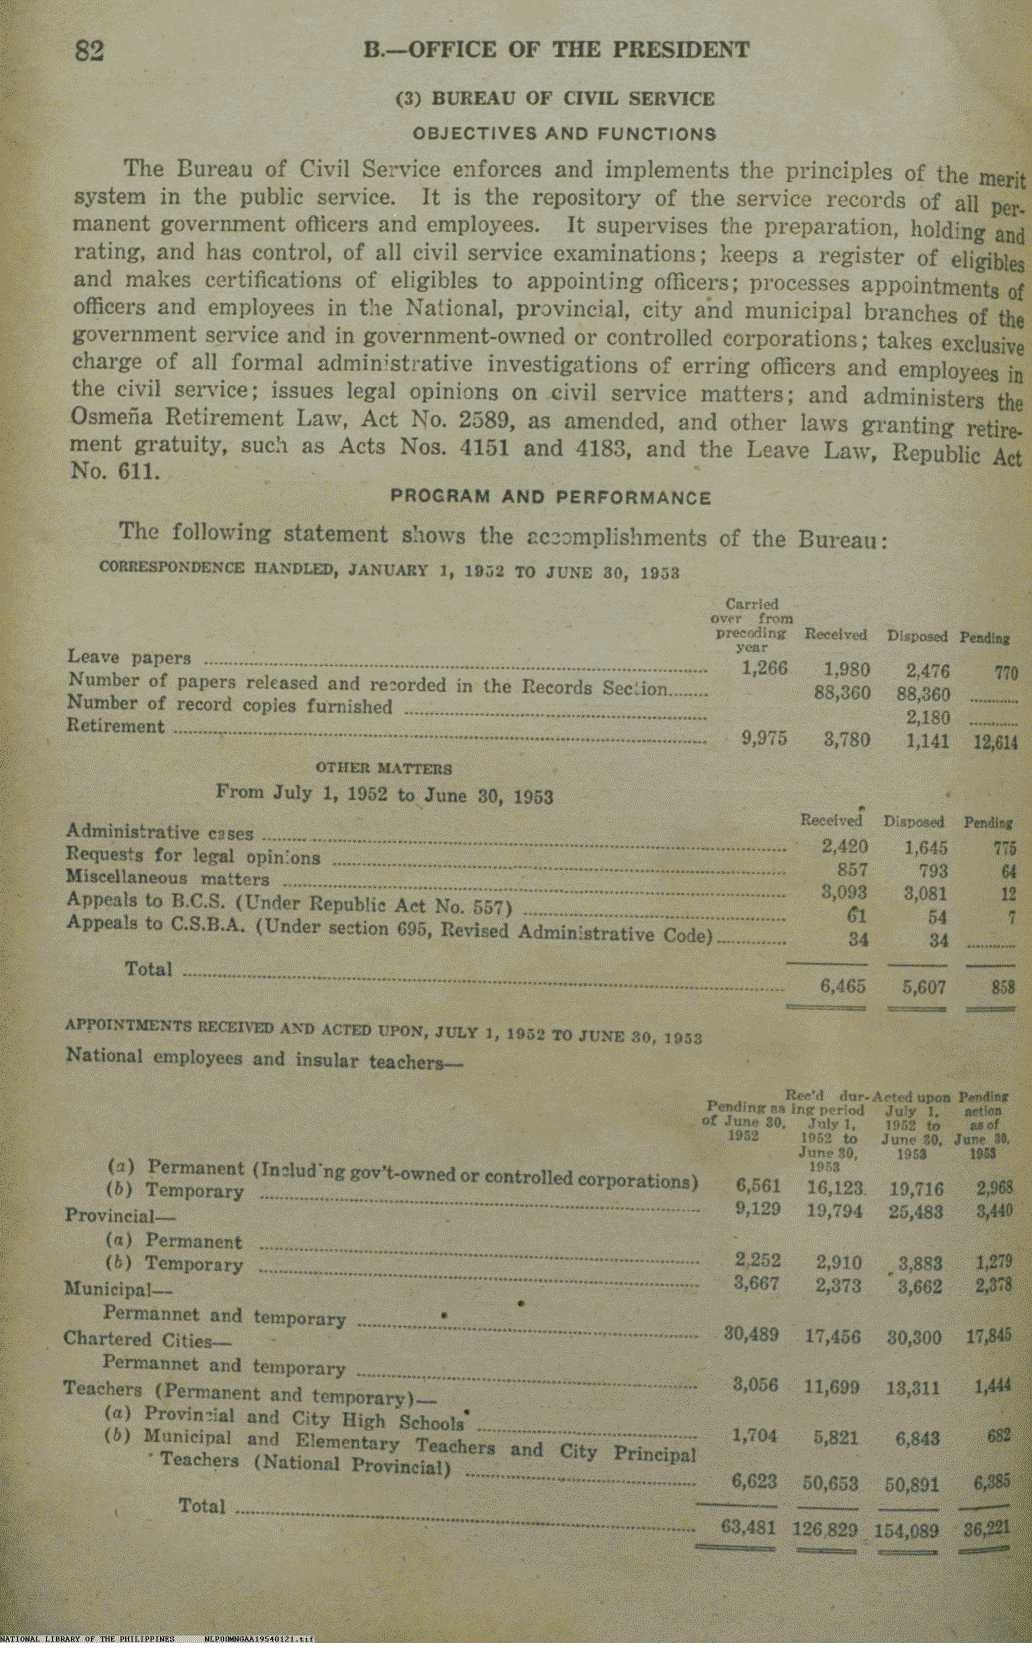 82
B.—OFFICE OF THE PRESIDENT
(3) BUREAU OF CIVIL SERVICE
OBJECTIVES AND FUNCTIONS
The Bureau of Civil Service enforces and implements the principles of the merit
system in the public service. It is the repository of the service records of all per-
manent government officers and employees. It supervises the preparation, holding and
rating, and has control, of all civil service examinations; keeps a register of eligibles
and makes certifications of eligibles to appointing officers; processes appointments of
officers and employees in the National, provincial, city and municipal branches of the
government service and in government-owned or controlled corporations; takes exclusive
charge of all formal administrative investigations of erring officers and employees in
the civil service; issues legal opinions on civil service matters; and administers the
Osmeña Retirement Law, Act No. 2589, as amended, and other laws granting retire-
ment gratuity, such as Acts Nos. 4151 and 4183, and the Leave Law, Republic Act
No. 611.
PROGRAM AND PERFORMANCE
The following statement shows the accomplishments of the Bureau:
CORRESPONDENCE HANDLED, JANUARY 1, 1952 TO JUNE 30, 1953
Carried
over from
preceding
year Received Disposed Pending
Leave papers 1,266 1,980 2,476 770
Number of papers released and recorded in the Records Section 88,360 88,360
Number of record copies furnished 2,180
Retirement 9,975 3,780 1,141 12,614
OTHER MATTERS
From July 1, 1952 to June 30, 1953
Received Disposed Pending
Administrative cases 2,420 1,645 775
Requests for legal opinions 857 793 64
Miscellaneous matters 3,093 3,081 12
Appeals to B.C.S. (Under Republic Act No. 557) 61 54 7
Appeals to C.S.B.A. (Under section 695, Revised Administrative Code) 34 34
Total 6,465 5,607 858
APPOINTMENTS RECEIVED AND ACTED UPON, JULY 1, 1952 TO JUNE 30, 1953
National employees and insular teachers—
Pending as of June 30, 1952 Rec'd dur-ing period July 1, 1952 to June 30, 1953 Acted upon July 1, 1952 to June 30, 1953 Pending action as of June 30, 1953
(a) Permanent (Including gov't-owned or controlled corporations) 6,561 16,123 19,716 2,968
(b) Temporary 9,129 19,794 25,483 3,440
Provincial—
(a) Permanent 2,252 2,910 3,883 1,279
(b) Temporary 3,667 2,373 3,662 2,378
Municipal—
Permannet and temporary 30,489 17,456 30,300 17,845
Chartered Cities—
Permannet and temporary 3,056 11,699 13,311 1,444
Teachers (Permanent and temporary)—
(a) Provincial and City High Schools 1,704 5,821 6,843 682
(b) Municipal and Elementary Teachers and City Principal
Teachers (National Provincial) 6,623 50,653 50,891 6,385
Total 63,481 126,829 154,089 36,221
NATIONAL LIBRARY OF THE PHILIPPINES NLPO0MNGAA19540121.tif